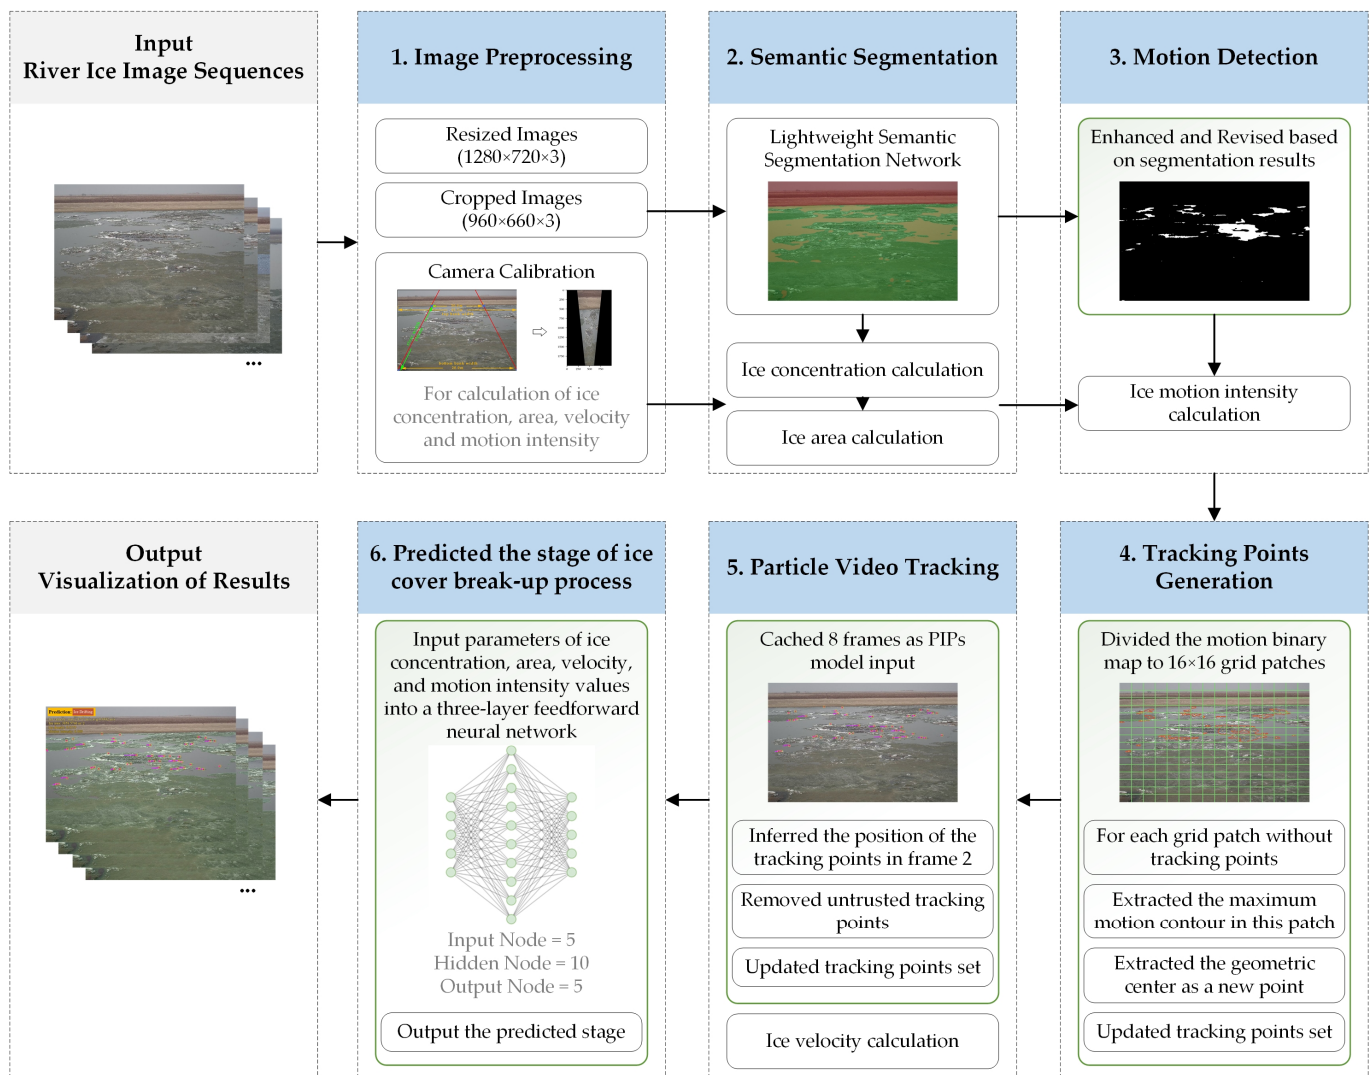 Input
River Ice Image Sequences
...
1. Image Preprocessing
Resized Images
(1280×720×3)
Cropped Images
(960×660×3)
Camera Calibration
For calculation of ice
concentration, area, velocity
and motion intensity
2. Semantic Segmentation
Lightweight Semantic
Segmentation Network
Ice concentration calculation
Ice area calculation
3. Motion Detection
Enhanced and Revised based
on segmentation results
Ice motion intensity
calculation
4. Tracking Points
Generation
Divided the motion binary
map to 16×16 grid patches
For each grid patch without
tracking points
Extracted the maximum
motion contour in this patch
Extracted the geometric
center as a new point
Updated tracking points set
5. Particle Video Tracking
Cached 8 frames as PIPs
model input
Inferred the position of the
tracking points in frame 2
Removed untrusted tracking
points
Updated tracking points set
Ice velocity calculation
6. Predicted the stage of ice
cover break-up process
Input parameters of ice
concentration, area, velocity,
and motion intensity values
into a three-layer feedforward
neural network
Input Node = 5
Hidden Node = 10
Output Node = 5
Output the predicted stage
Output
Visualization of Results
Prediction:
...